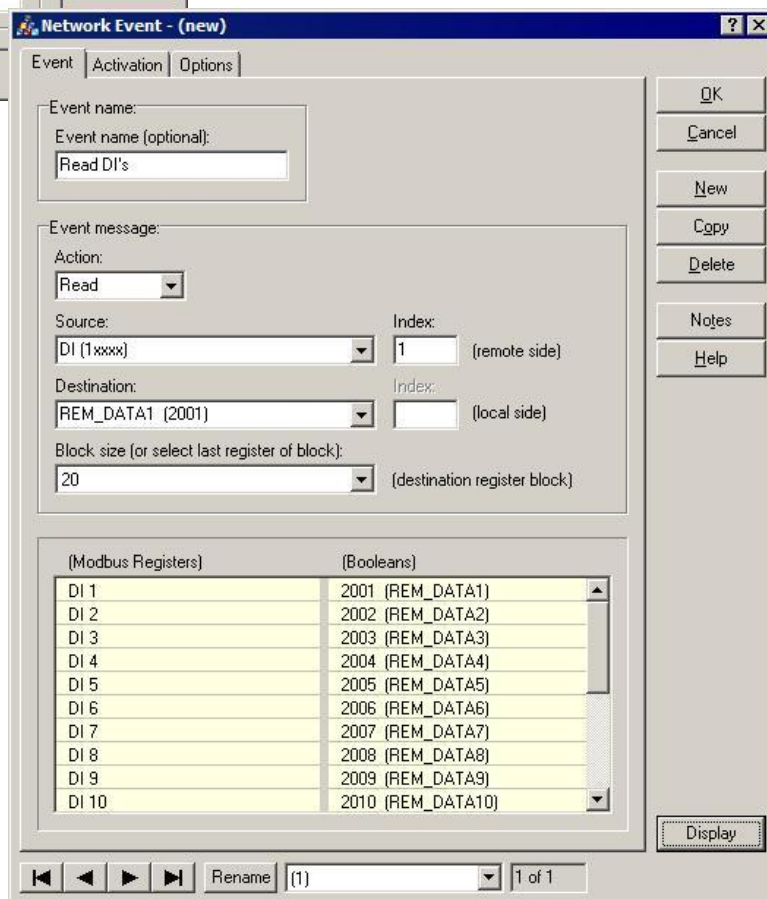 Network Event - (new)
Event Activation Options
OK
Cancel
New
Copy
Delete
Notes
Help
Event name:
Event name (optional):
Read DI's
Event message:
Action:
Read
Source: Index:
DI (1xxxx) 1 (remote side)
Destination: Index:
REM_DATA1 (2001) (local side)
Block size (or select last register of block):
20 (destination register block)
(Modbus Registers) (Booleans)
DI 1 2001 (REM_DATA1)
DI 2 2002 (REM_DATA2)
DI 3 2003 (REM_DATA3)
DI 4 2004 (REM_DATA4)
DI 5 2005 (REM_DATA5)
DI 6 2006 (REM_DATA6)
DI 7 2007 (REM_DATA7)
DI 8 2008 (REM_DATA8)
DI 9 2009 (REM_DATA9)
DI 10 2010 (REM_DATA10)
Display
Rename (1) 1 of 1